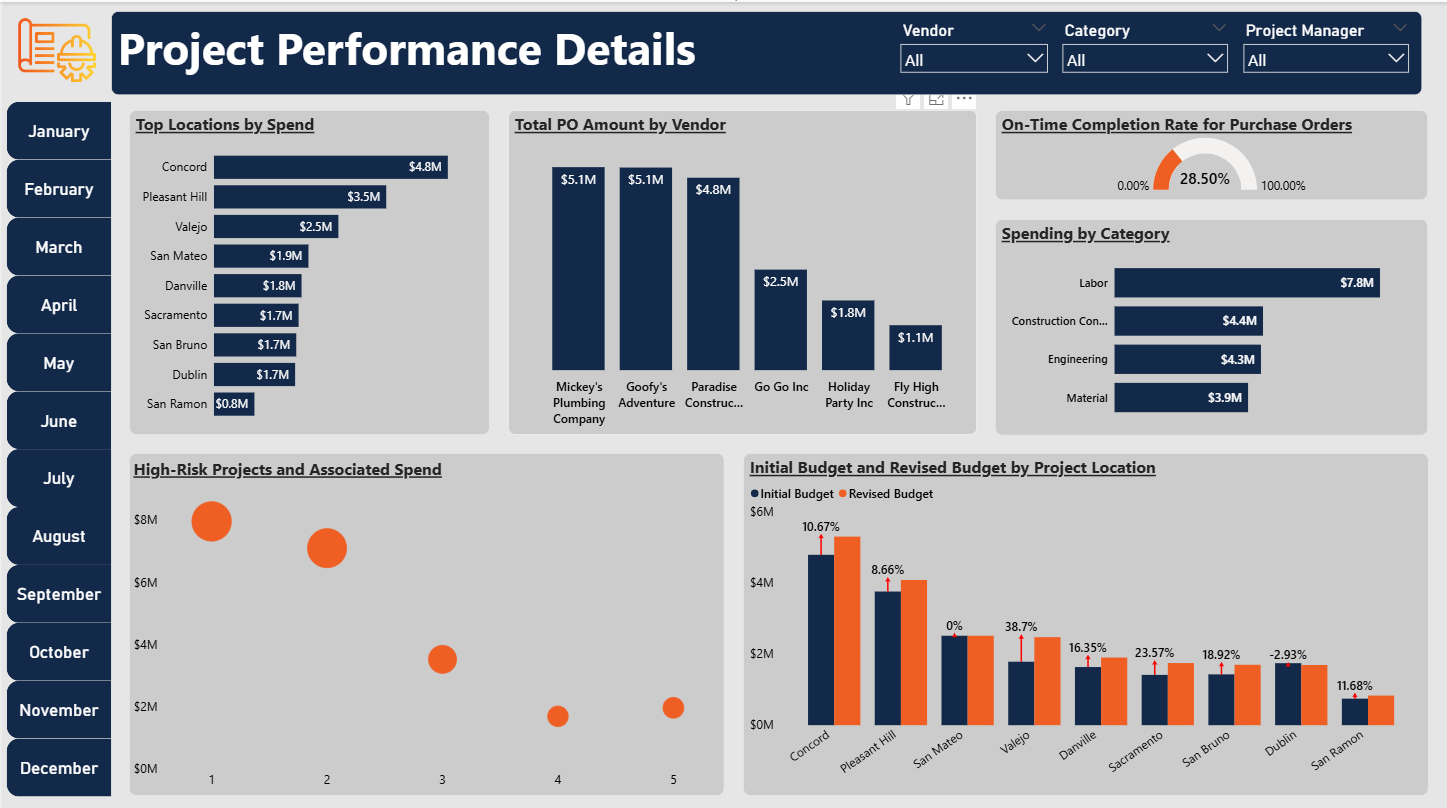 Project Performance Details
Vendor
All
Category
All
Project Manager
All
January
February
March
April
May
June
July
August
September
October
November
December
Top Locations by Spend
Concord $4.8M
Pleasant Hill $3.5M
Valejo $2.5M
San Mateo $1.9M
Danville $1.8M
Sacramento $1.7M
San Bruno $1.7M
Dublin $1.7M
San Ramon $0.8M
Total PO Amount by Vendor
$5.1M $5.1M $4.8M $2.5M $1.8M $1.1M
Mickey's
Plumbing
Company
Goofy's
Adventure
Paradise
Construc...
Go Go Inc
Holiday
Party Inc
Fly High
Construc...
On-Time Completion Rate for Purchase Orders
0.00% 28.50% 100.00%
Spending by Category
Labor $7.8M
Construction Con... $4.4M
Engineering $4.3M
Material $3.9M
High-Risk Projects and Associated Spend
$8M
$6M
$4M
$2M
$0M
1 2 3 4 5
Initial Budget and Revised Budget by Project Location
Initial Budget Revised Budget
$6M
$4M
$2M
$0M
10.67% 8.66% 0% 38.7% 16.35% 23.57% 18.92% -2.93% 11.68%
Concord Pleasant Hill San Mateo Valejo Danville Sacramento San Bruno Dublin San Ramon